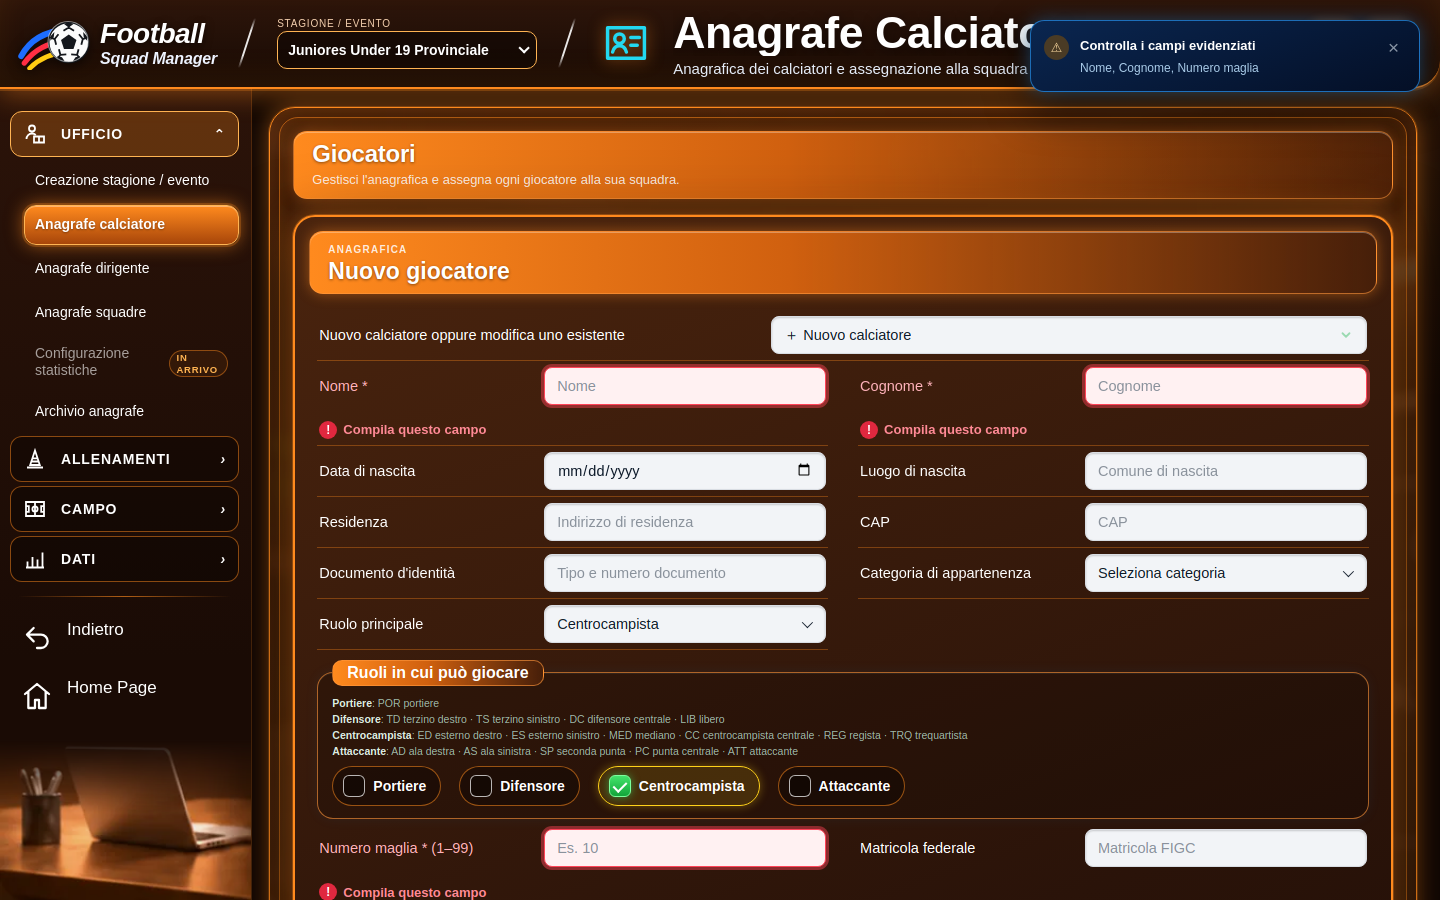 Football
Squad Manager
STAGIONE / EVENTO
Juniores Under 19 Provinciale
Anagrafe Calciato
Anagrafica dei calciatori e assegnazione alla squadra
Controlla i campi evidenziati
Nome, Cognome, Numero maglia
UFFICIO
Creazione stagione / evento
Anagrafe calciatore
Anagrafe dirigente
Anagrafe squadre
Configurazione statistiche
IN ARRIVO
Archivio anagrafe
ALLENAMENTI
CAMPO
DATI
Indietro
Home Page
Giocatori
Gestisci l'anagrafica e assegna ogni giocatore alla sua squadra.
ANAGRAFICA
Nuovo giocatore
Nuovo calciatore oppure modifica uno esistente
+ Nuovo calciatore
Nome *
Nome
Cognome *
Cognome
! Compila questo campo
! Compila questo campo
Data di nascita
mm/dd/yyyy
Luogo di nascita
Comune di nascita
Residenza
Indirizzo di residenza
CAP
CAP
Documento d'identità
Tipo e numero documento
Categoria di appartenenza
Seleziona categoria
Ruolo principale
Centrocampista
Ruoli in cui può giocare
Portiere: POR portiere
Difensore: TD terzino destro · TS terzino sinistro · DC difensore centrale · LIB libero
Centrocampista: ED esterno destro · ES esterno sinistro · MED mediano · CC centrocampista centrale · REG regista · TRQ trequartista
Attaccante: AD ala destra · AS ala sinistra · SP seconda punta · PC punta centrale · ATT attaccante
Portiere
Difensore
Centrocampista
Attaccante
Numero maglia * (1–99)
Es. 10
Matricola federale
Matricola FIGC
! Compila questo campo